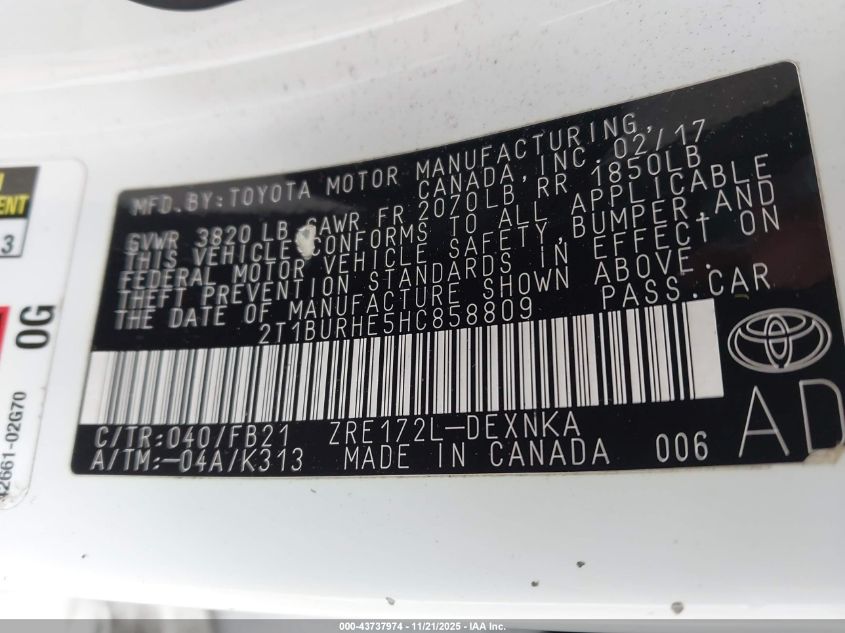 MFD. BY: TOYOTA MOTOR MANUFACTURING,
CANADA, INC. 02/17
GVWR 3820 LB GAWR FR 2070LB RR 1850LB
THIS VEHICLE CONFORMS TO ALL APPLICABLE
FEDERAL MOTOR VEHICLE SAFETY, BUMPER, AND
THEFT PREVENTION STANDARDS IN EFFECT ON
THE DATE OF MANUFACTURE SHOWN ABOVE.
2T1BURHE5HC858809 PASS. CAR
C/TR: 040/FB21 ZRE172L-DEXNKA
A/TM: -04A/K313 MADE IN CANADA 006
AD
3
0G
42661-02G70
000-43737974 - 11/21/2025 - IAA Inc.